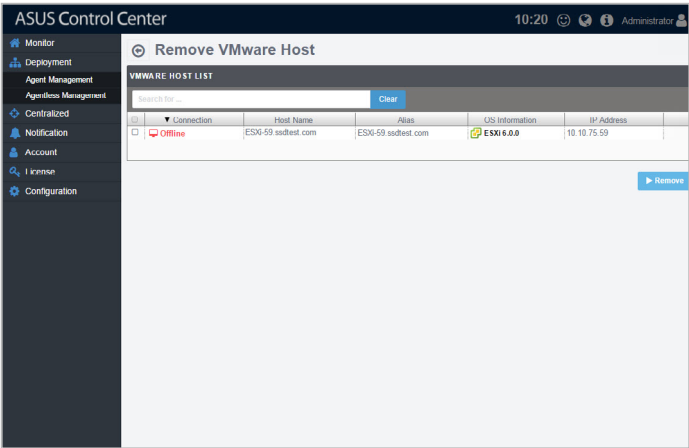 ASUS Control Center
10:20 Administrator
Monitor
Deployment
Agent Management
Agentless Management
Centralized
Notification
Account
License
Configuration
Remove VMware Host
VMWARE HOST LIST
Search for ... Clear
▼ Connection Host Name Alias OS Information IP Address
Offline ESXi-59.ssdtest.com ESXi-59.ssdtest.com ESXi 6.0.0 10.10.75.59
Remove